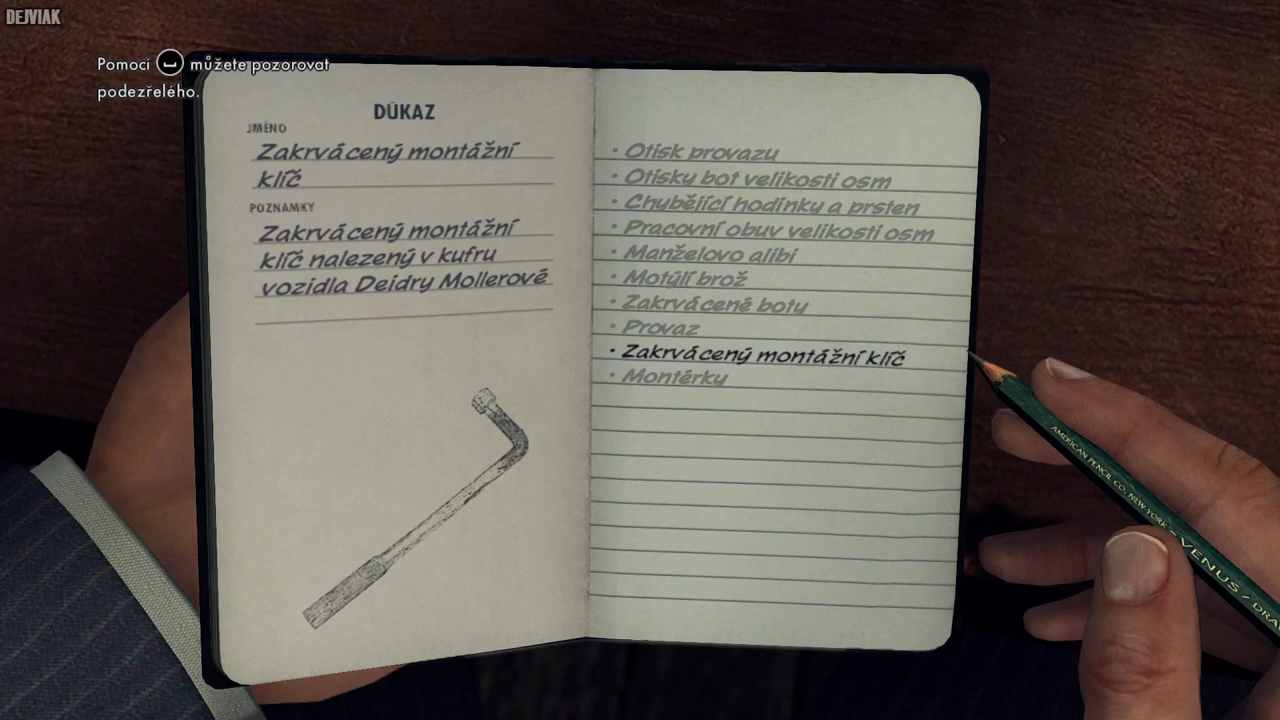 DEJVIAK
Pomocí můžete pozorovat
podezřelého.
DŮKAZ
JMÉNO
Zakrvácený montážní
klíč
POZNÁMKY
Zakrvácený montážní
klíč nalezený v kufru
vozidla Deidry Mollerové
• Otisk provazu
• Otisky bot velikosti osm
• Chybějící hodinky a prsten
• Pracovní obuv velikosti osm
• Manželovo alibi
• Motýlí brož
• Zakrvácené boty
• Provaz
• Zakrvácený montážní klíč
• Montérky
AMERICAN PENCIL CO. NEW YORK
VENUS / DRA